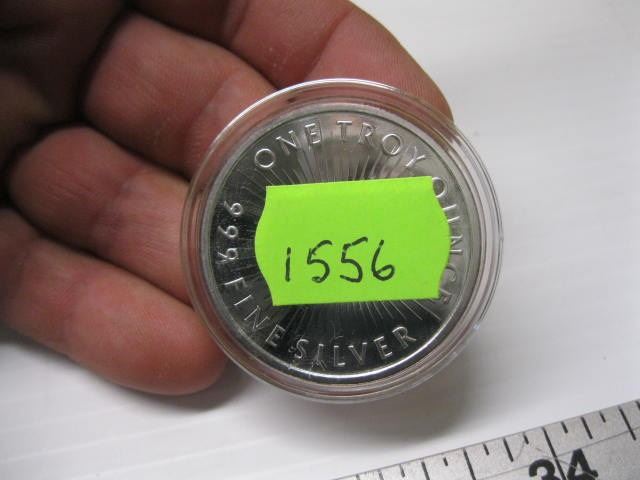 ONE TROY OUNCE
1556
999 FINE SILVER
34